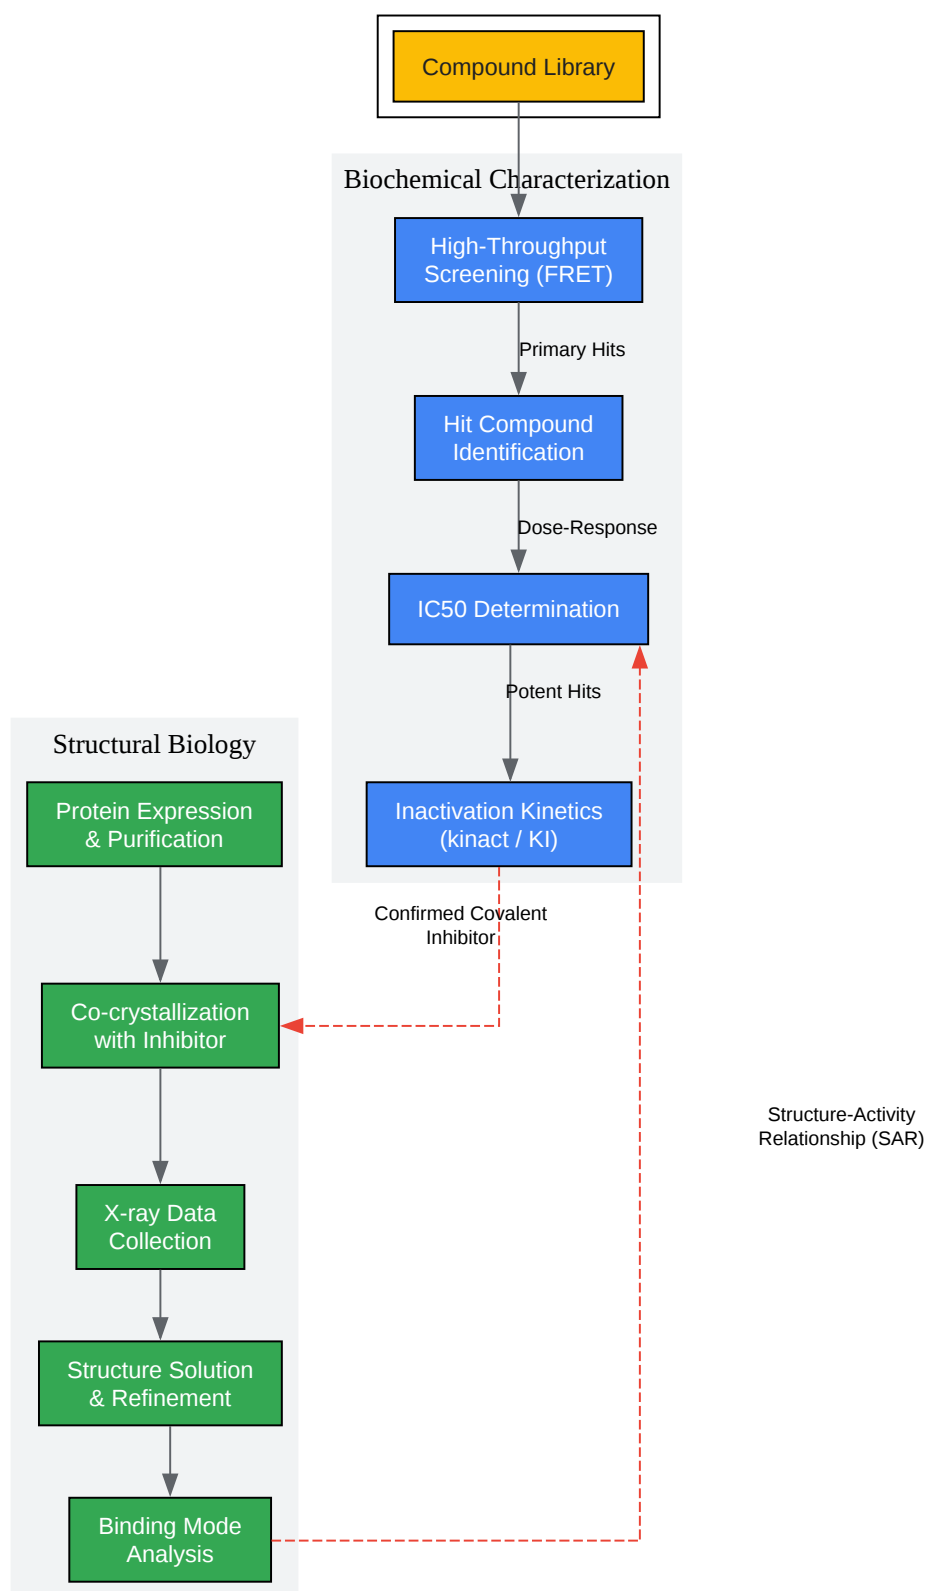 Compound Library
Biochemical Characterization
High-Throughput
Screening (FRET)
Primary Hits
Hit Compound
Identification
Dose-Response
IC50 Determination
Potent Hits
Inactivation Kinetics
(kinact / KI)
Confirmed Covalent
Inhibitor
Structural Biology
Protein Expression
& Purification
Co-crystallization
with Inhibitor
X-ray Data
Collection
Structure Solution
& Refinement
Binding Mode
Analysis
Structure-Activity
Relationship (SAR)